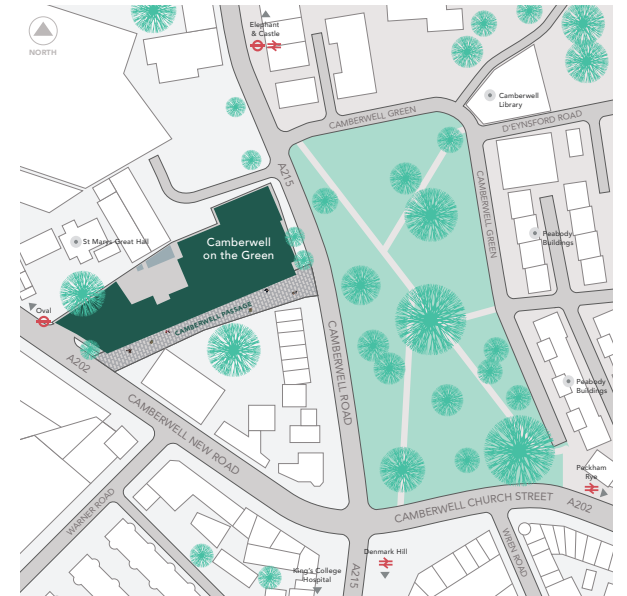 NORTH
Elephant
& Castle
CAMBERWELL GREEN
Camberwell
Library
D'EYNSFORD ROAD
A215
CAMBERWELL GREEN
St Marys Great Hall
Camberwell
on the Green
Peabody
Buildings
Oval
CAMBERWELL PASSAGE
A202
CAMBERWELL ROAD
Peabody
Buildings
CAMBERWELL NEW ROAD
Peckham
Rye
WARNER ROAD
CAMBERWELL CHURCH STREET
A202
WREN ROAD
Denmark Hill
King's College
Hospital
A215